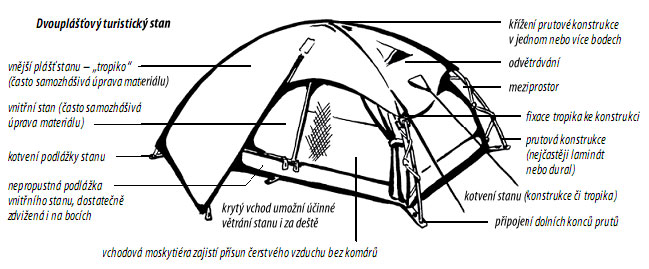 Dvouplášťový turistický stan
vnější plášť stanu – „tropiko“
(často samozhášivá úprava materiálu)
vnitřní stan (často samozhášivá
úprava materiálu)
kotvení podlážky stanu
nepropustná podlážka
vnitřního stanu, dostatečně
zdvižená i na bocích
krytý vchod umožní účinné
větrání stanu i za deště
vchodová moskytiéra zajistí přísun čerstvého vzduchu bez komárů
křížení prutové konstrukce
v jednom nebo více bodech
odvětrávání
meziprostor
fixace tropika ke konstrukci
prutová konstrukce
(nejčastěji laminát
nebo dural)
kotvení stanu (konstrukce či tropika)
připojení dolních konců prutů